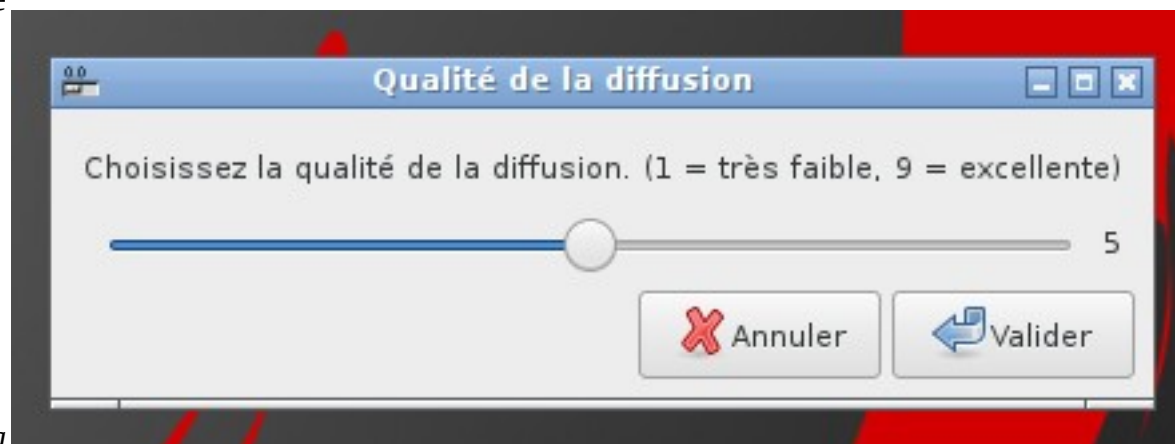 Qualité de la diffusion
Choisissez la qualité de la diffusion. (1 = très faible, 9 = excellente)
5
Annuler Valider